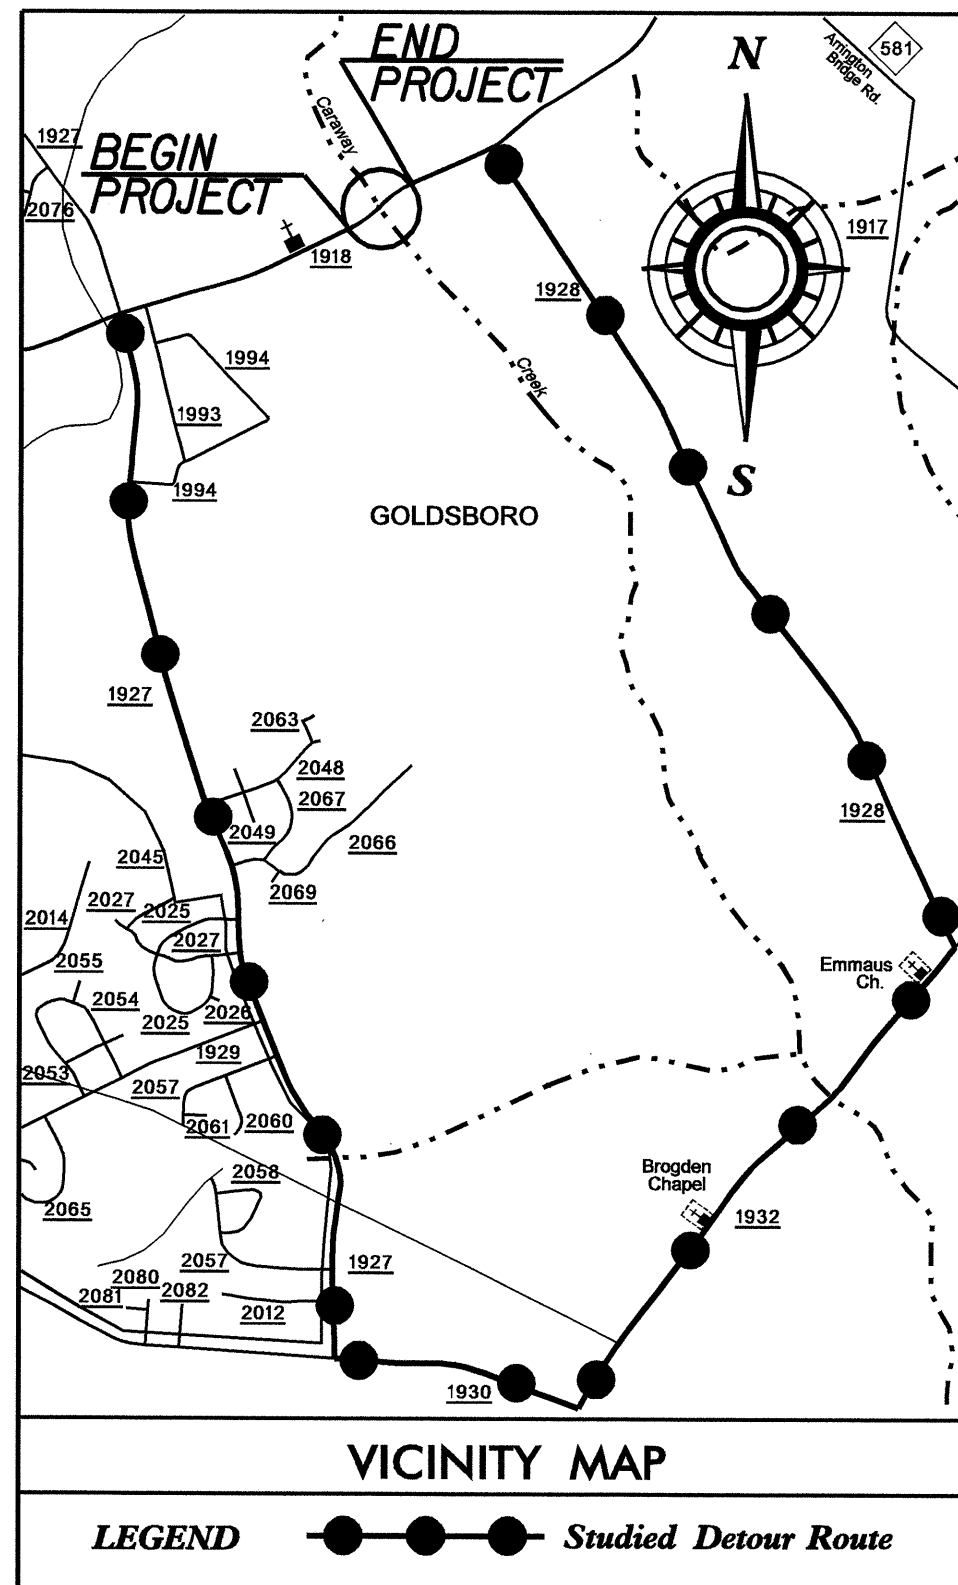 END
PROJECT
581
Arrington
Bridge Rd.
N
Caraway
1927
BEGIN
PROJECT
2076
1917
1918
1928
1994
Creek
1993
S
1994
GOLDSBORO
1927
2063
2048
2067
1928
2049
2066
2045
2069
2027
2025
2014
2027
2055
Emmaus
Ch.
2054
2026
2025
1929
2053
2057
2060
2061
Brogden
Chapel
2058
2065
1932
2057
1927
2080
2081
2082
2012
1930
VICINITY MAP
LEGEND
Studied Detour Route